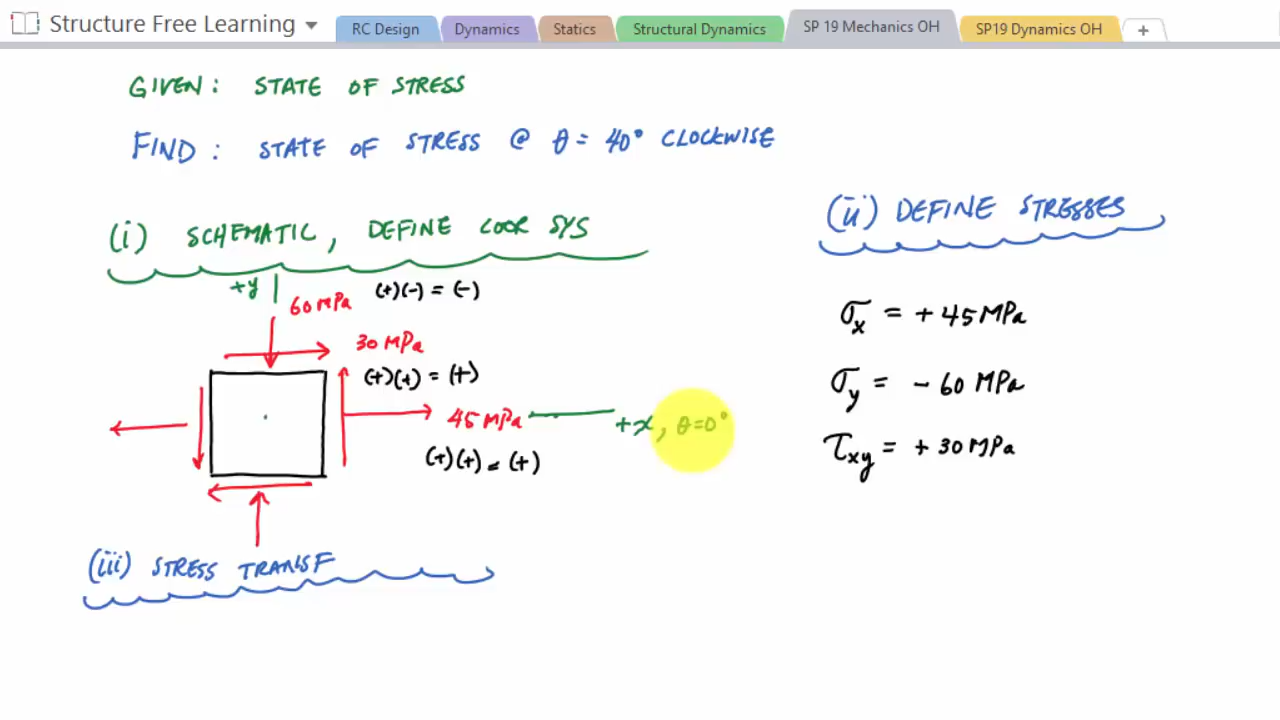 Structure Free Learning
RC Design
Dynamics
Statics
Structural Dynamics
SP 19 Mechanics OH
SP19 Dynamics OH
+
GIVEN: STATE OF STRESS
FIND: STATE OF STRESS @ θ = 40° CLOCKWISE
(i) SCHEMATIC, DEFINE COOR SYS
+y
60 MPa
(+)(-) = (-)
30 MPa
(+)(+) = (+)
45 MPa
+x, θ=0°
(+)(+) = (+)
(ii) DEFINE STRESSES
σx = +45 MPa
σy = -60 MPa
τxy = +30 MPa
(iii) STRESS TRANSF